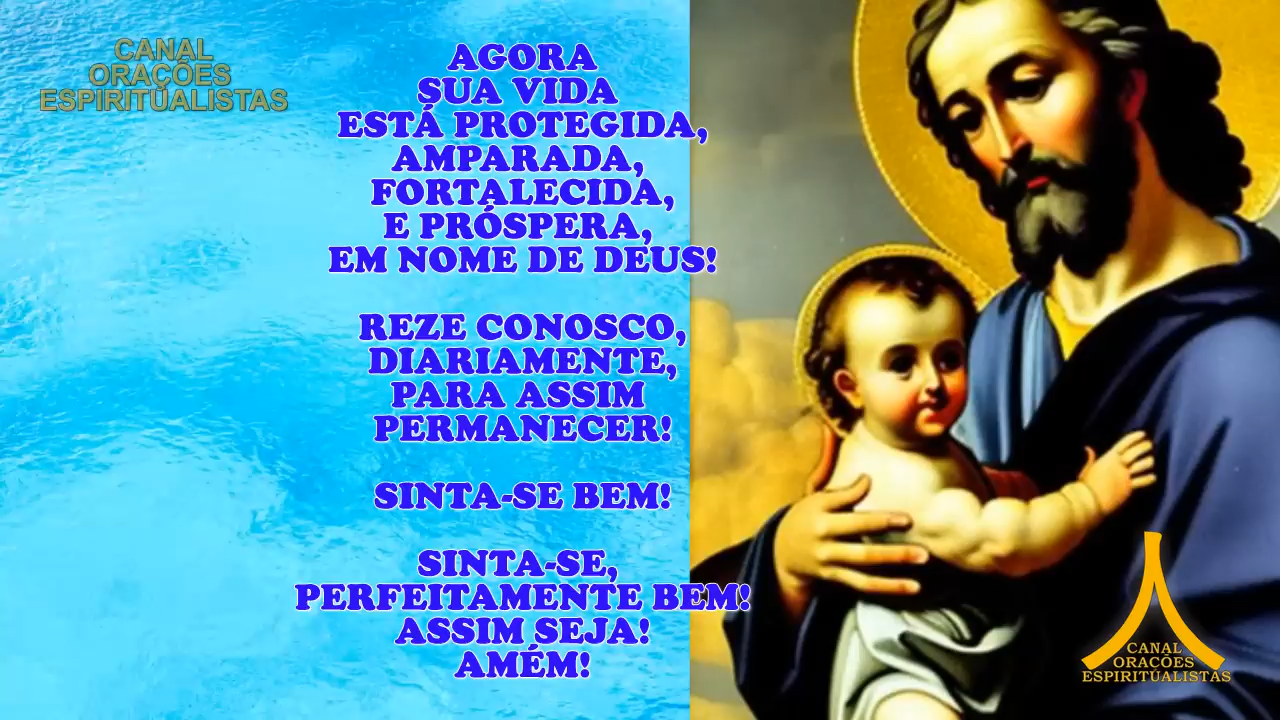 CANAL
ORAÇÕES
ESPIRITUALISTAS
AGORA
SUA VIDA
ESTÁ PROTEGIDA,
AMPARADA,
FORTALECIDA,
E PRÓSPERA,
EM NOME DE DEUS!
REZE CONOSCO,
DIARIAMENTE,
PARA ASSIM
PERMANECER!
SINTA-SE BEM!
SINTA-SE,
PERFEITAMENTE BEM!
ASSIM SEJA!
AMÉM!
CANAL
ORAÇÕES
ESPIRITUALISTAS